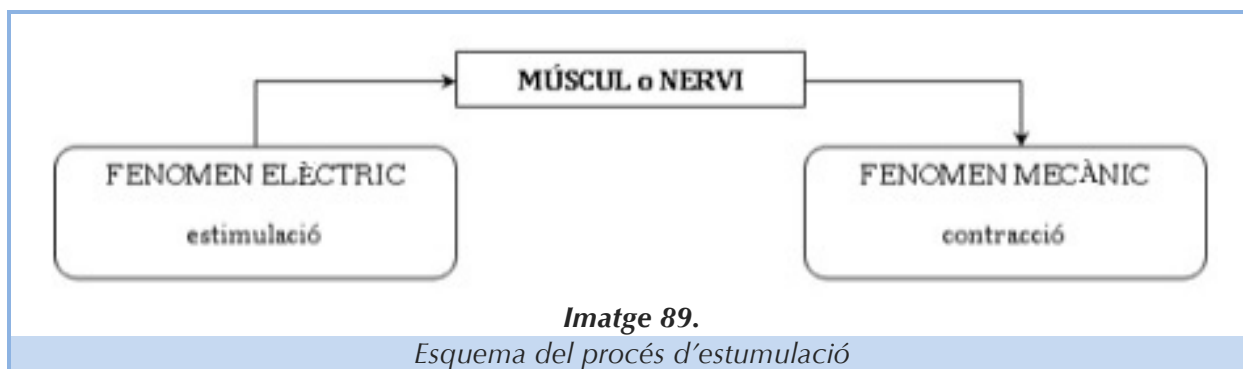 MÚSCUL o NERVI
FENOMEN ELÈCTRIC
estimulació
FENOMEN MECÀNIC
contracció
Imatge 89.
Esquema del procés d'estumulació